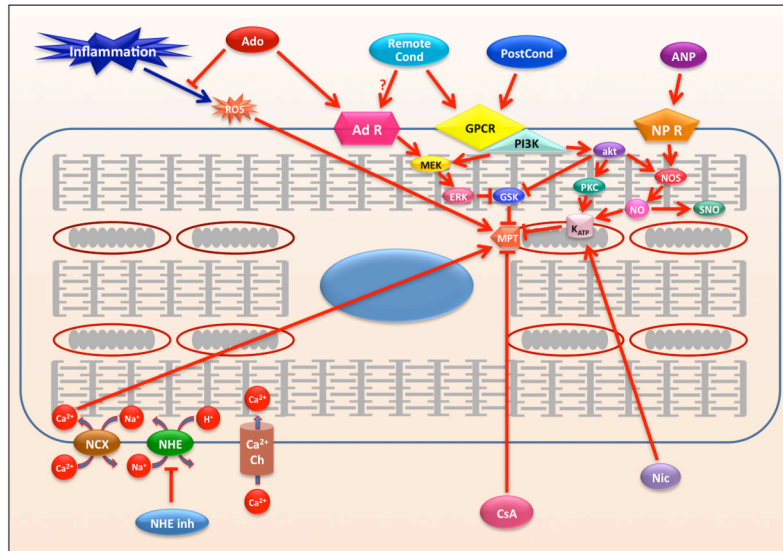 Inflammation
Ado
Remote
Cond
PostCond
ANP
ROS
?
Ad R
GPCR
PI3K
NP R
MEK
akt
ERK
GSK
PKC
NOS
NO
SNO
MPT
K_ATP
Ca²⁺
Na⁺
H⁺
Ca²⁺
NCX
NHE
Ca²⁺
Ch
Ca²⁺
Na⁺
Ca²⁺
NHE inh
CsA
Nic